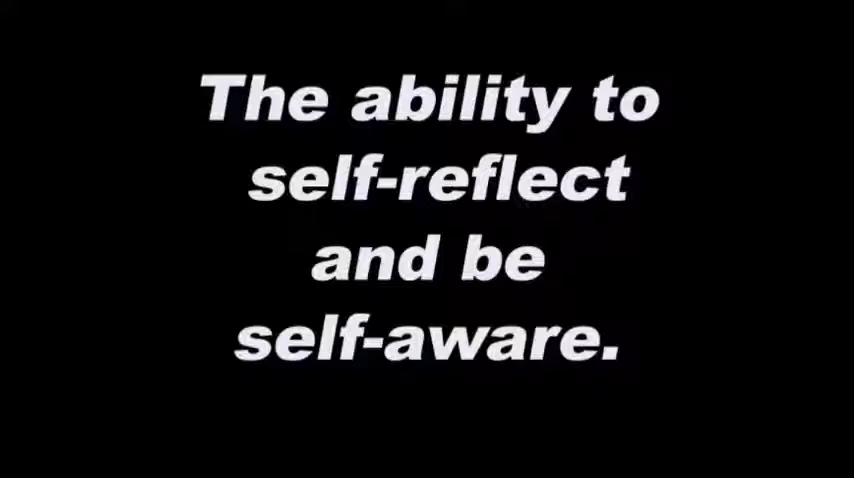 The ability to
self-reflect
and be
self-aware.